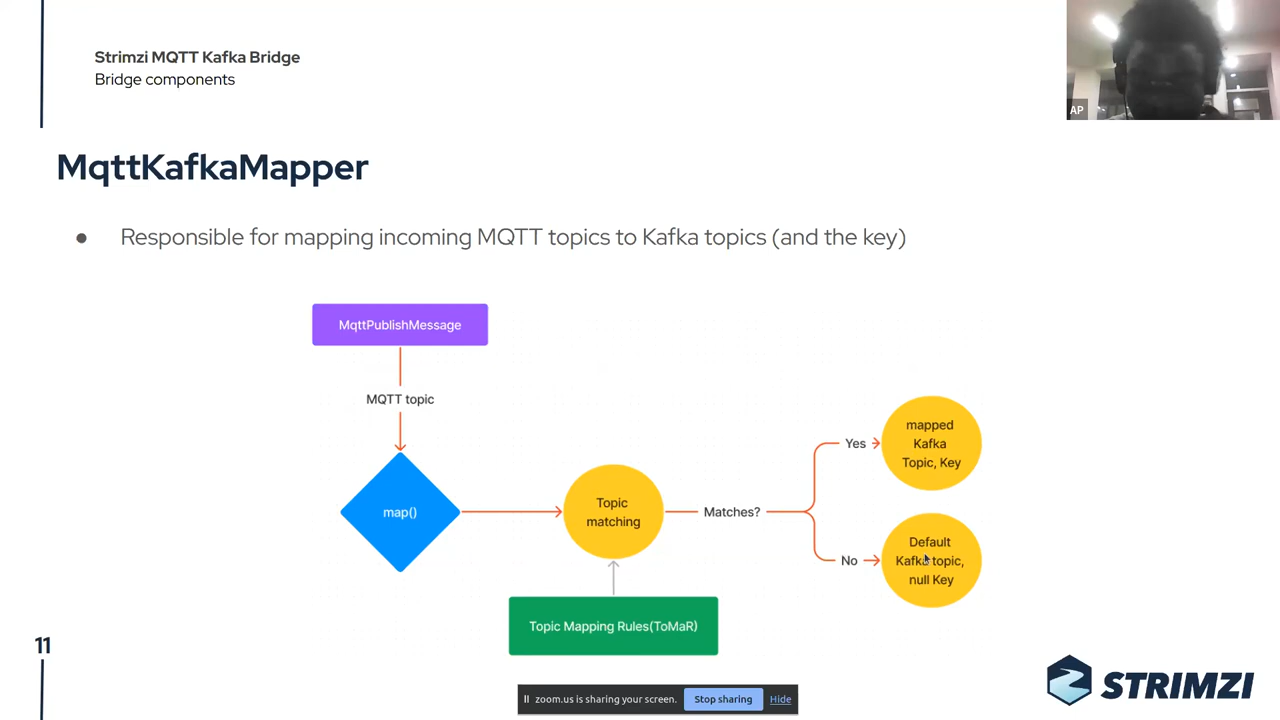 Strimzi MQTT Kafka Bridge
Bridge components
AP
MqttKafkaMapper
● Responsible for mapping incoming MQTT topics to Kafka topics (and the key)
MqttPublishMessage
MQTT topic
map()
Topic
matching
Matches?
Yes
mapped
Kafka
Topic, Key
No
Default
Kafka topic,
null Key
Topic Mapping Rules(ToMaR)
11
STRIMZI
zoom.us is sharing your screen.
Stop sharing
Hide